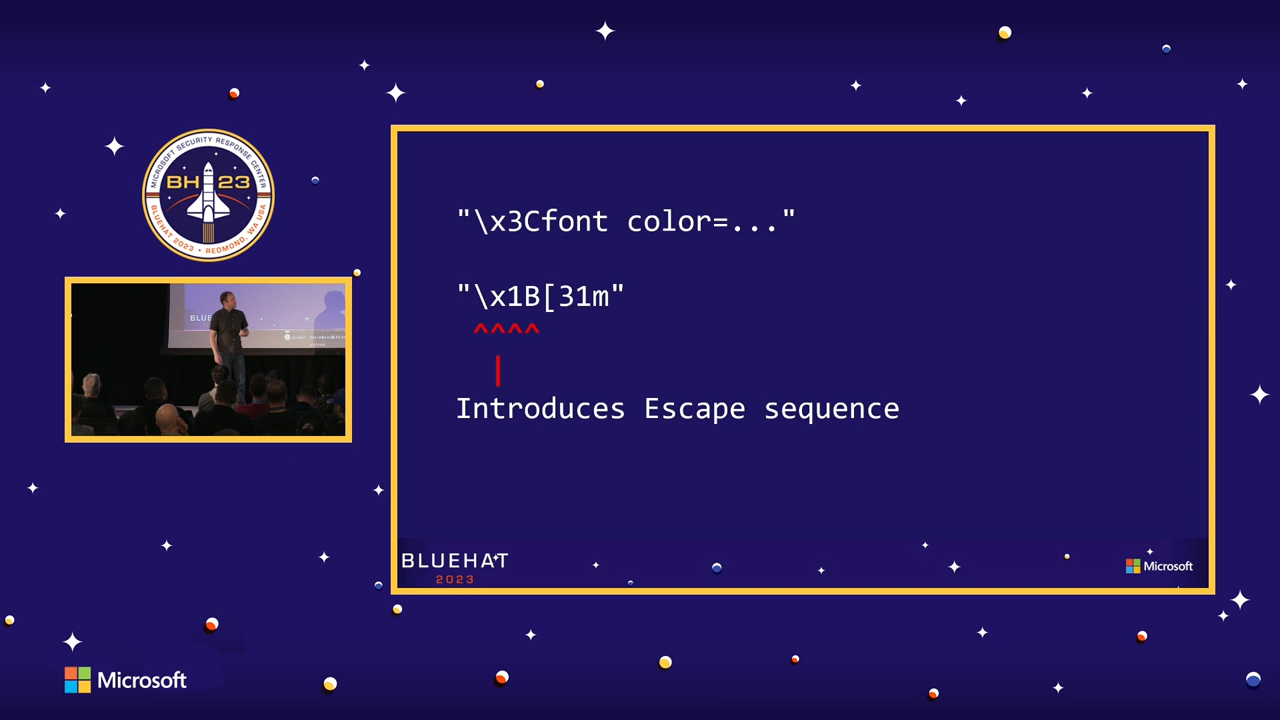 MICROSOFT SECURITY RESPONSE CENTER
BH 23
BLUEHAT 2023 • REDMOND, WA USA
"\x3Cfont color=..."
"\x1B[31m"
^^^^
|
Introduces Escape sequence
BLUEHAT
2023
Microsoft
BLUE
Microsoft